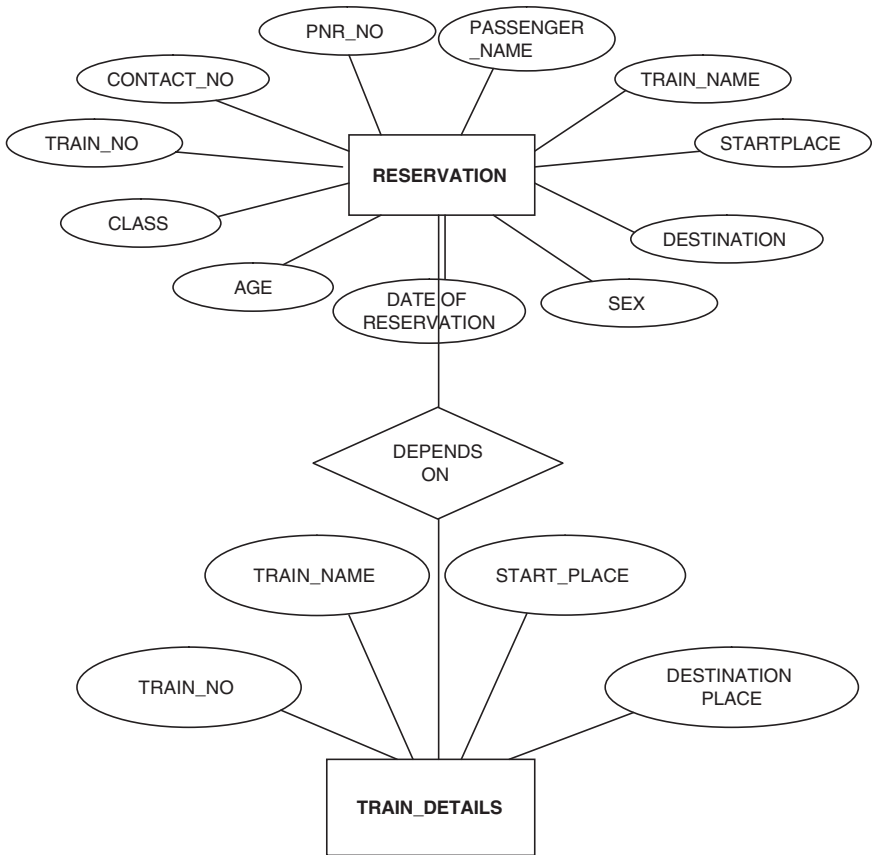 PNR_NO
PASSENGER
_NAME
CONTACT_NO
TRAIN_NAME
TRAIN_NO
STARTPLACE
RESERVATION
CLASS
DESTINATION
AGE
DATE OF
RESERVATION
SEX
DEPENDS
ON
TRAIN_NAME
START_PLACE
TRAIN_NO
DESTINATION
PLACE
TRAIN_DETAILS